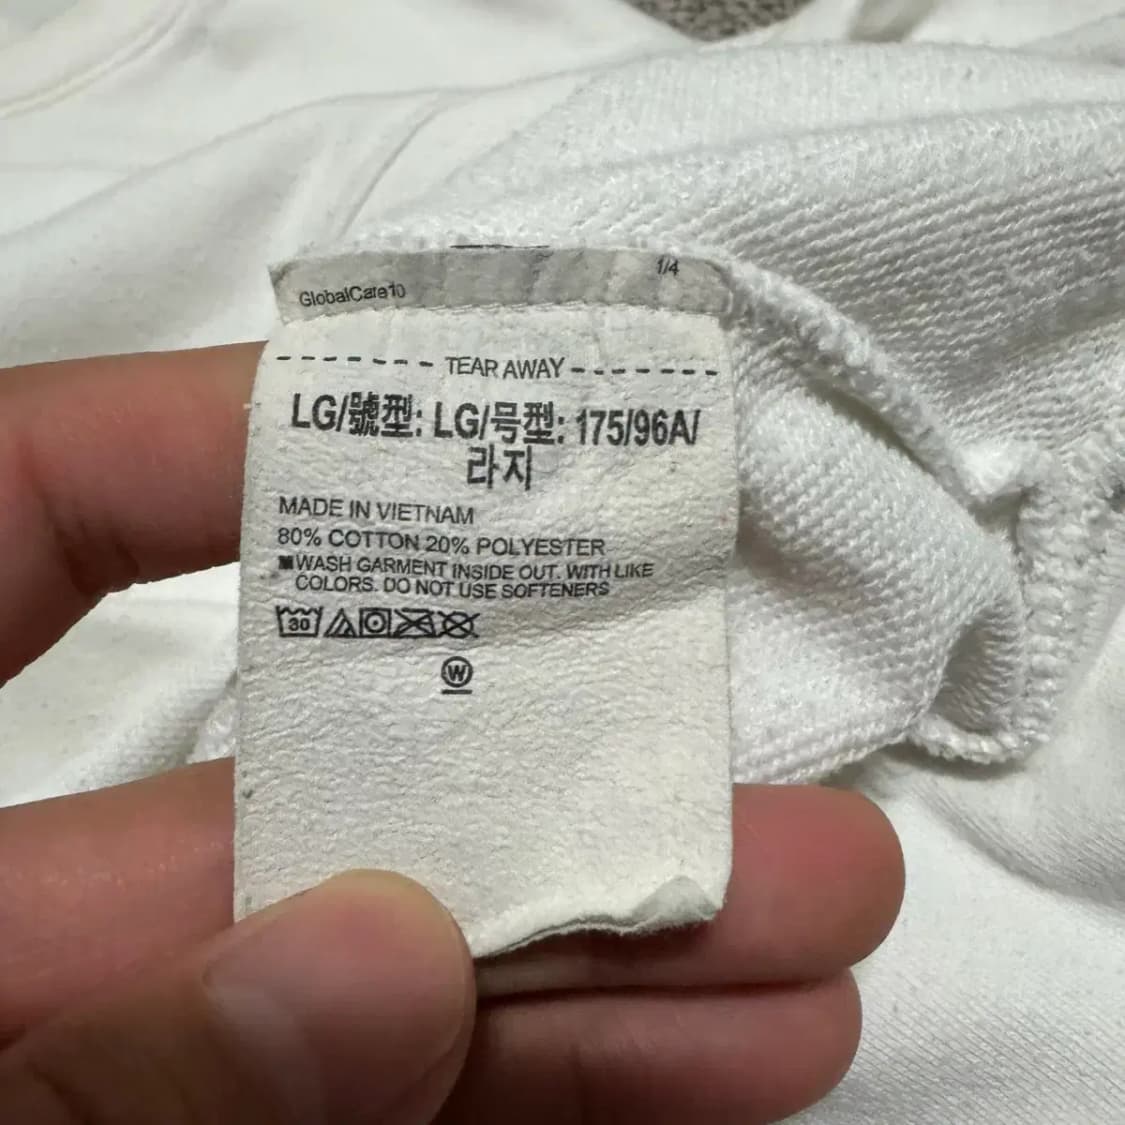 GlobalCare10
1/4
TEAR AWAY
LG/號型: LG/号型: 175/96A/
라지
MADE IN VIETNAM
80% COTTON 20% POLYESTER
WASH GARMENT INSIDE OUT. WITH LIKE
COLORS. DO NOT USE SOFTENERS
30
W